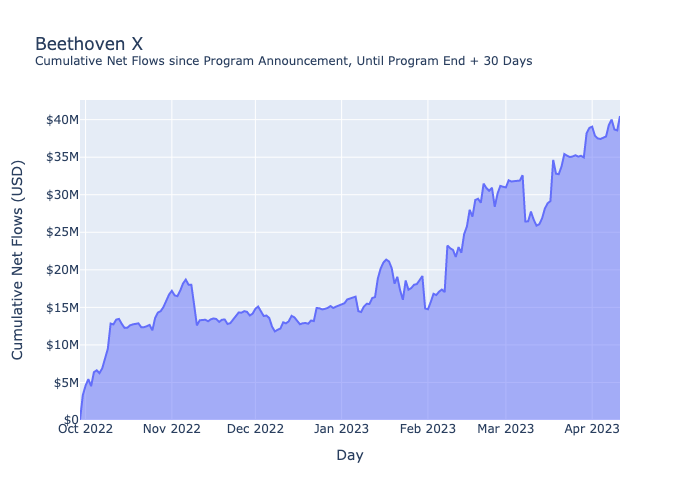 Beethoven X
Cumulative Net Flows since Program Announcement, Until Program End + 30 Days
Cumulative Net Flows (USD)
$40M
$35M
$30M
$25M
$20M
$15M
$10M
$5M
$0
Oct 2022 Nov 2022 Dec 2022 Jan 2023 Feb 2023 Mar 2023 Apr 2023
Day